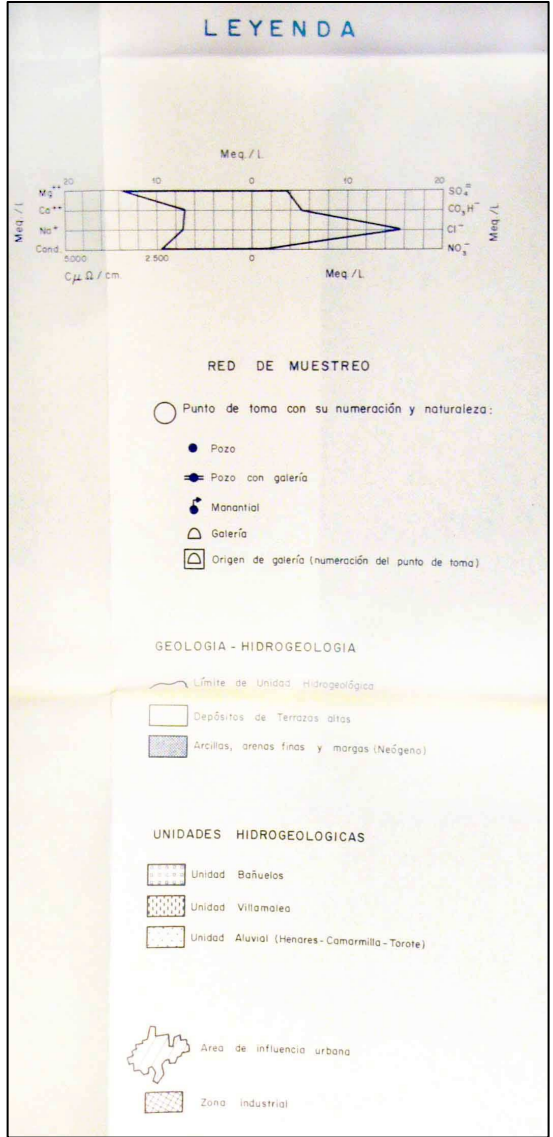 LEYENDA
Meq./L
20 10 0 10 20
Mg++ SO4=
Ca++ CO3H-
Na+ Cl-
Cond. NO3-
Meq./L Meq./L
5.000 2.500 0
Cμ Ω / cm. Meq./L
RED DE MUESTREO
Punto de toma con su numeración y naturaleza:
Pozo
Pozo con galería
Manantial
Galería
Origen de galería (numeración del punto de toma)
GEOLOGIA - HIDROGEOLOGIA
Límite de Unidad Hidrogeológica
Depósitos de Terrazas altas
Arcillas, arenas finas y margas (Neógeno)
UNIDADES HIDROGEOLOGICAS
Unidad Bañuelos
Unidad Villamalea
Unidad Aluvial (Henares-Camarmilla-Torote)
Area de influencia urbana
Zona industrial